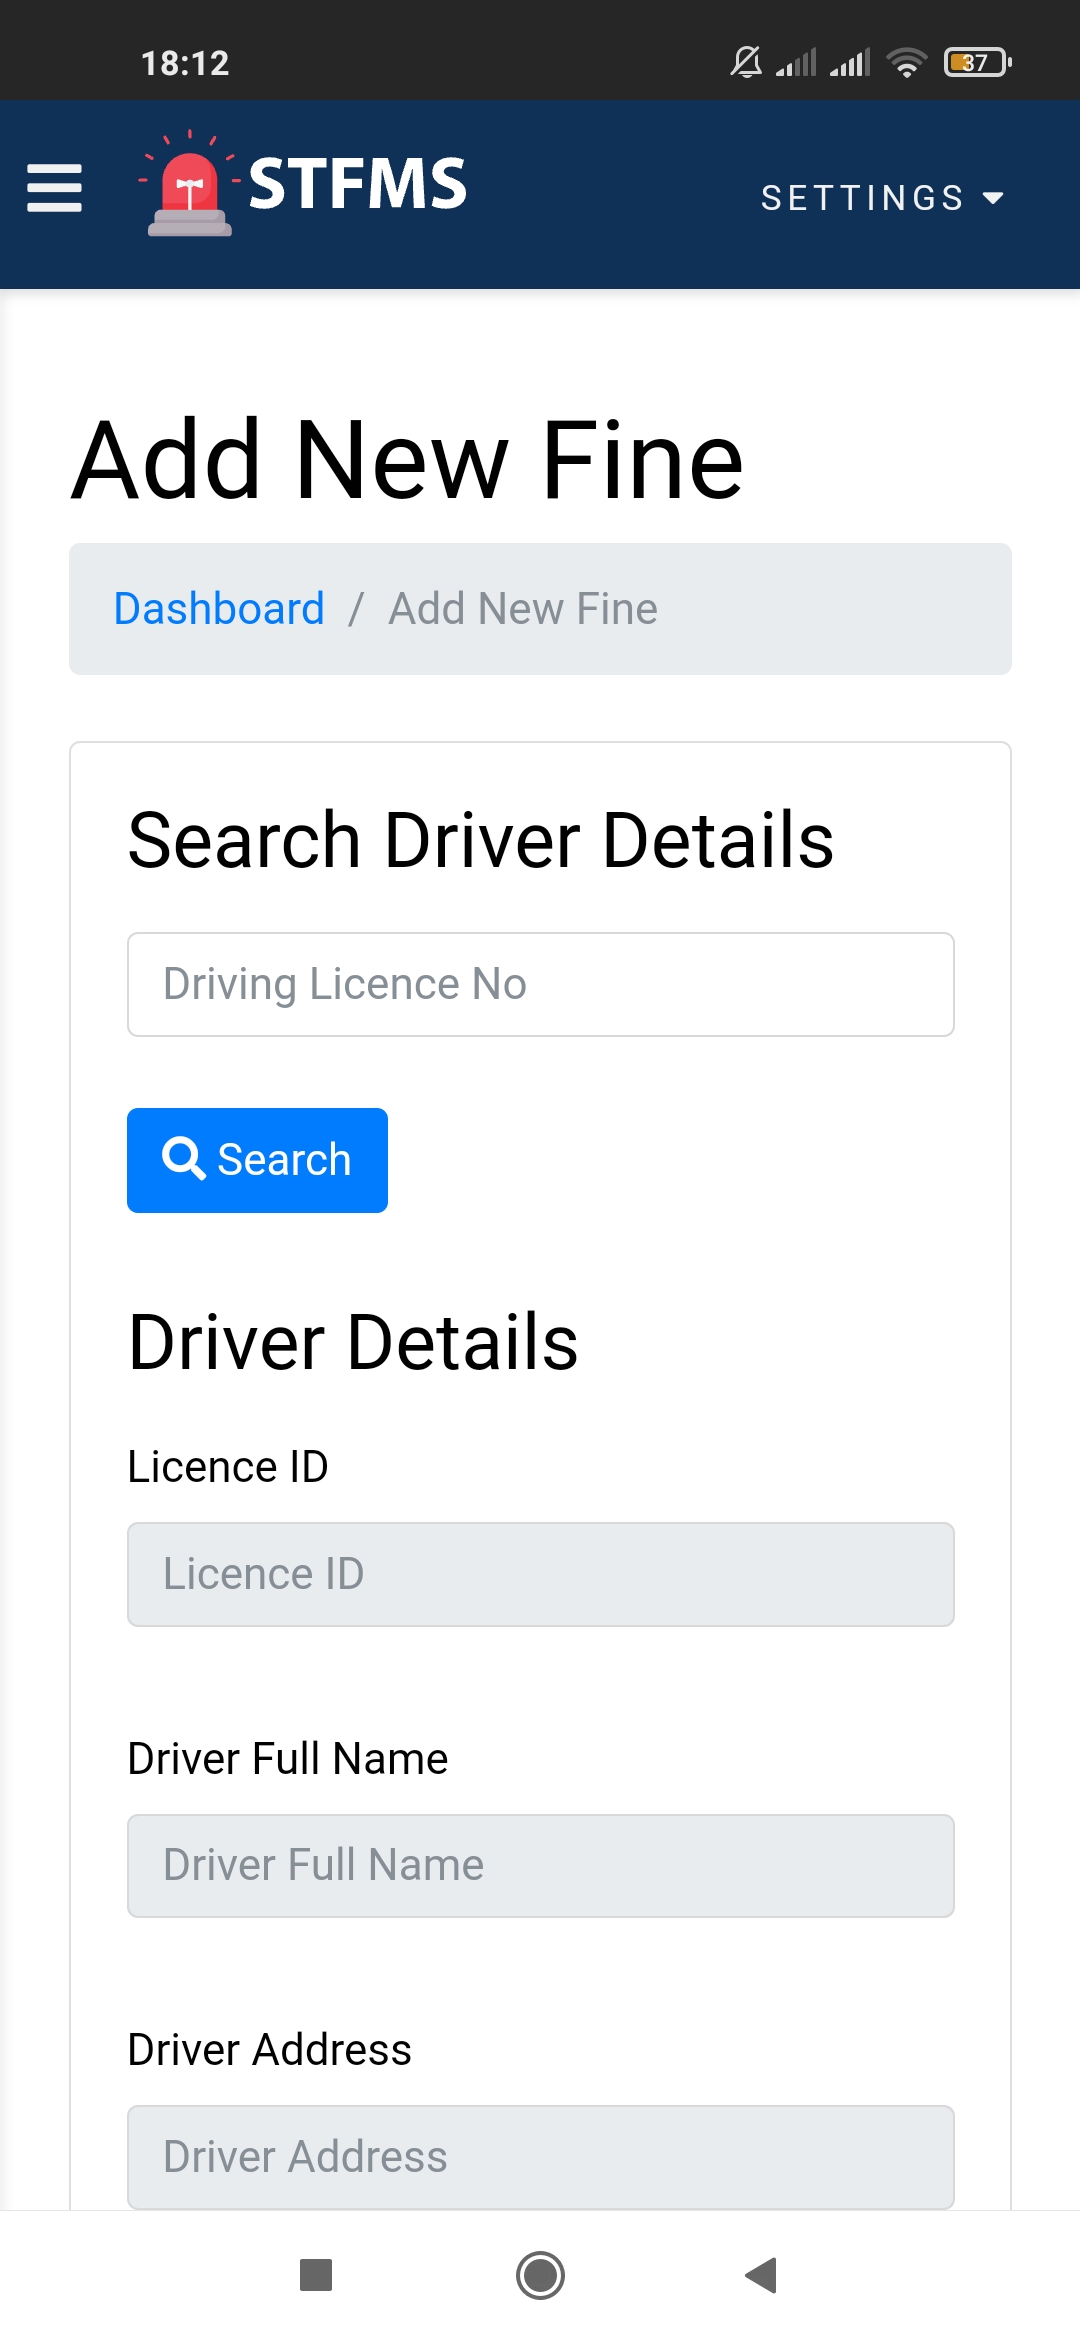 18:12
37
STFMS
SETTINGS
Add New Fine
Dashboard / Add New Fine
Search Driver Details
Driving Licence No
Search
Driver Details
Licence ID
Licence ID
Driver Full Name
Driver Full Name
Driver Address
Driver Address